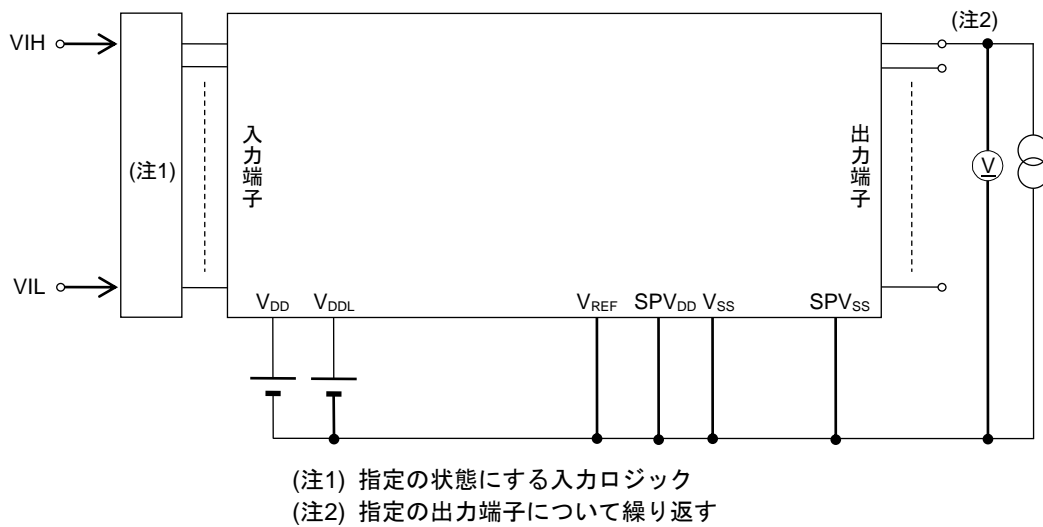 (注2)
VIH
入力端子
出力端子
(注1)
V
VIL
VDD VDDL VREF SPVDD VSS SPVSS
(注1) 指定の状態にする入力ロジック
(注2) 指定の出力端子について繰り返す